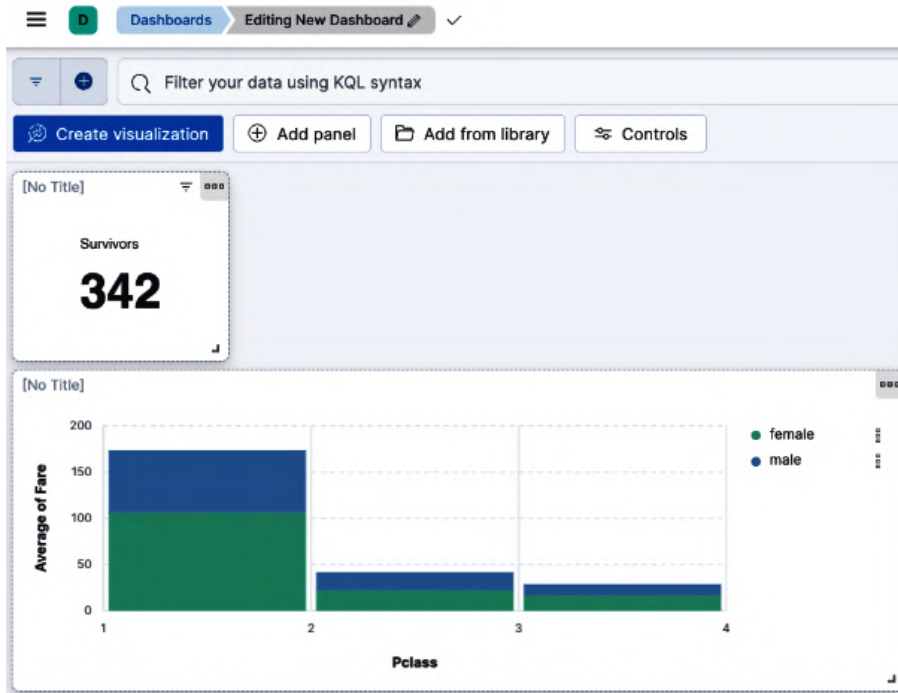 D Dashboards Editing New Dashboard
Filter your data using KQL syntax
Create visualization Add panel Add from library Controls
[No Title]
Survivors
342
[No Title]
200
150
100
50
0
Average of Fare
1 2 3 4
Pclass
female
male